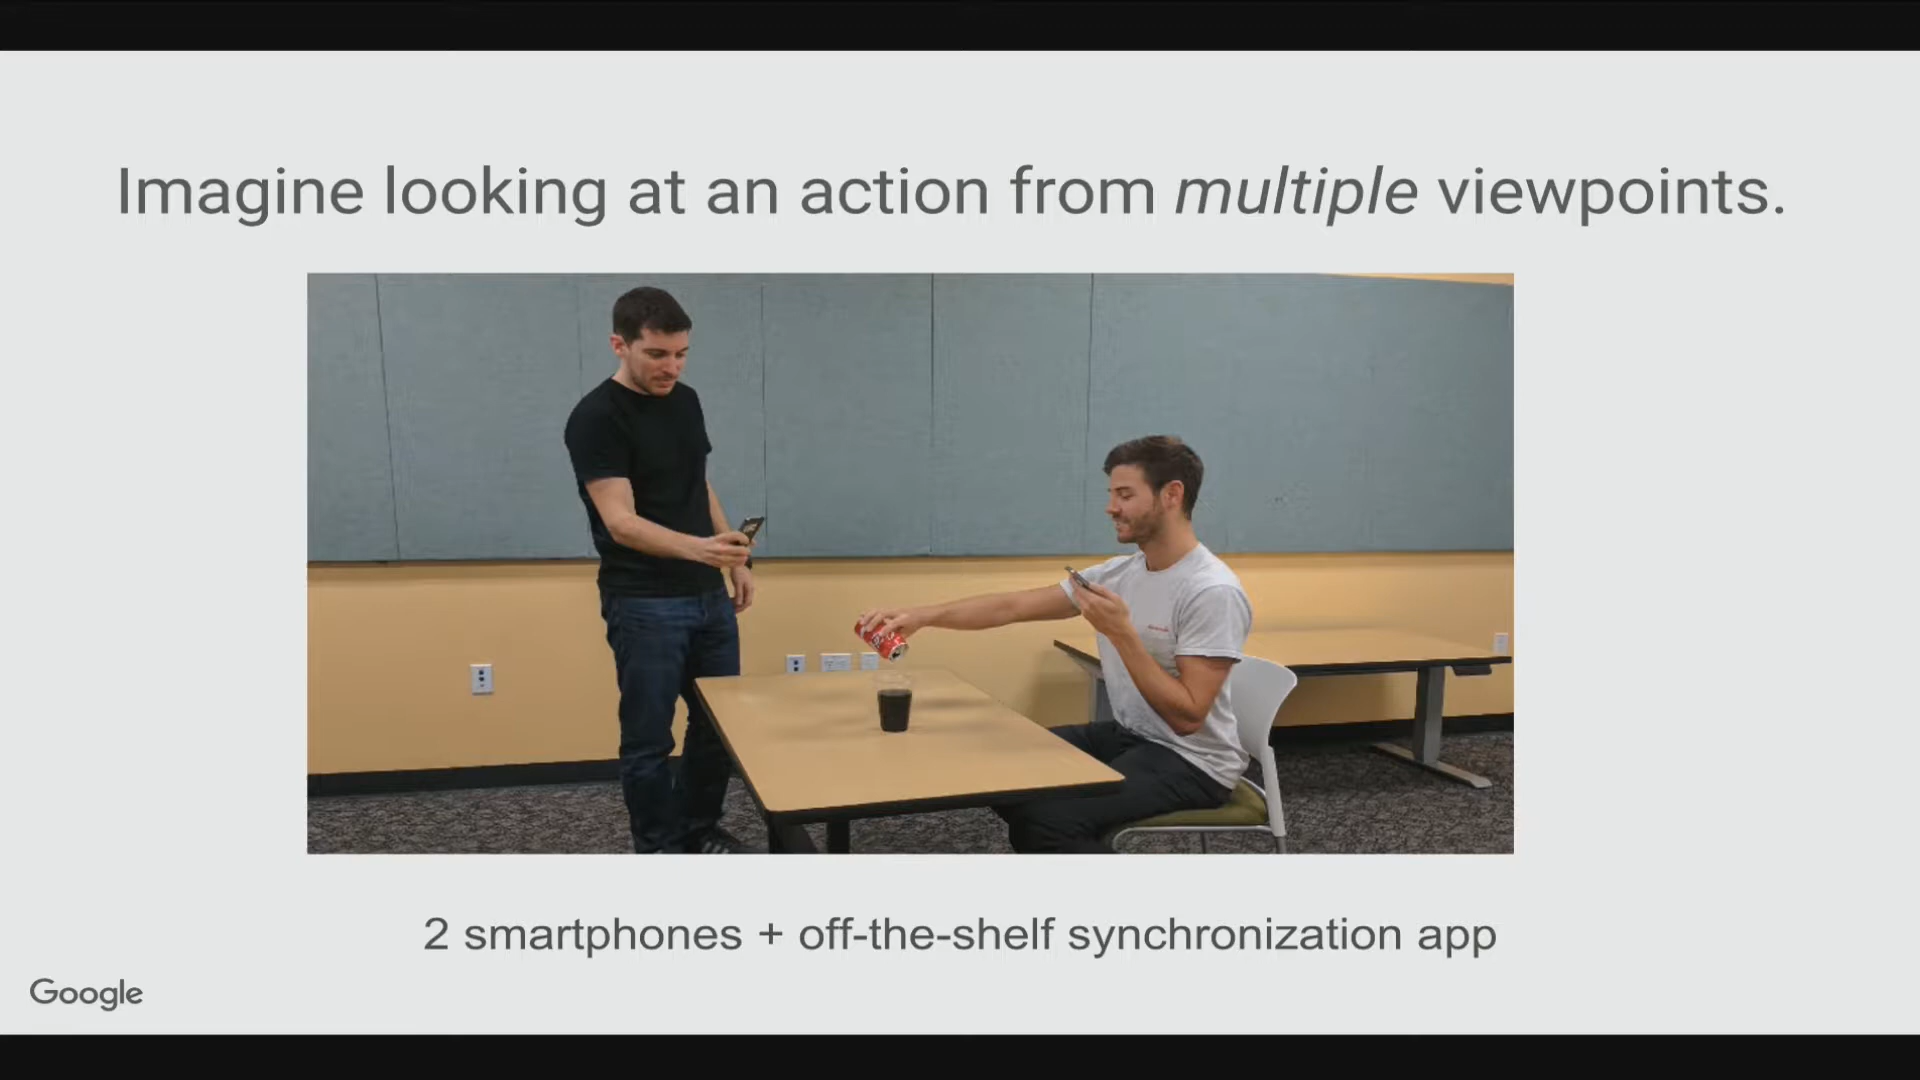 Imagine looking at an action from multiple viewpoints.
2 smartphones + off-the-shelf synchronization app
Google